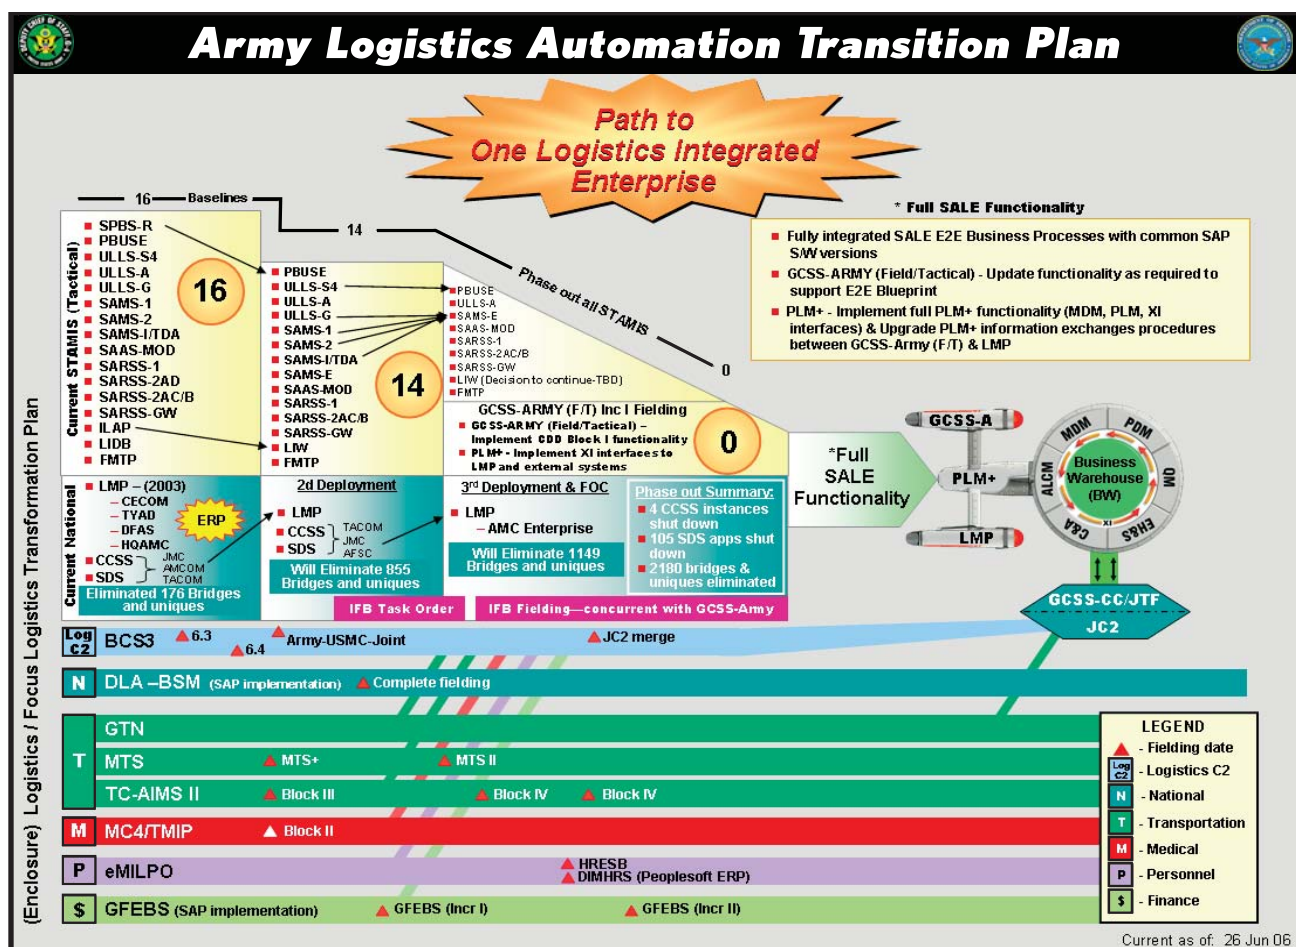 Army Logistics Automation Transition Plan
Path to
One Logistics Integrated
Enterprise
16
Baselines
14
Phase out all STAMIS
0
* Full SALE Functionality
Fully integrated SALE E2E Business Processes with common SAP
S/W versions
GCSS-ARMY (Field/Tactical) - Update functionality as required to
support E2E Blueprint
PLM+ - Implement full PLM+ functionality (MDM, PLM, XI
interfaces) & Upgrade PLM+ information exchanges procedures
between GCSS-Army (F/T) & LMP
(Enclosure) Logistics / Focus Logistics Transformation Plan
Current STAMIS (Tactical)
SPBS-R
PBUSE
ULLS-S4
ULLS-A
ULLS-G
SAMS-1
SAMS-2
SAMS-I/TDA
SAAS-MOD
SARSS-1
SARSS-2AD
SARSS-2AC/B
SARSS-GW
ILAP
LIDB
FMTP
16
PBUSE
ULLS-S4
ULLS-A
ULLS-G
SAMS-1
SAMS-2
SAMS-I/TDA
SAMS-E
SAAS-MOD
SARSS-1
SARSS-2AC/B
SARSS-GW
LIW
FMTP
14
PBUSE
ULLS-A
SAMS-E
SAAS-MOD
SARSS-1
SARSS-2AC/B
SARSS-GW
LIW (Decision to continue-TBD)
FMTP
GCSS-ARMY (F/T) Inc I Fielding
GCSS-ARMY (Field/Tactical) –
Implement CDD Block I functionality
PLM+ - Implement XI interfaces to
LMP and external systems
0
*Full
SALE
Functionality
GCSS-A
PLM+
LMP
MDM
PDM
QM
EH&S
XI
C&A
ALCM
Business
Warehouse
(BW)
GCSS-CC/JTF
JC2
Current National
LMP – (2003)
– CECOM
– TYAD
– DFAS
– HQAMC
ERP
CCSS
SDS
JMC
AMCOM
TACOM
Eliminated 176 Bridges
and uniques
2d Deployment
LMP
CCSS
SDS
TACOM
JMC
AFSC
Will Eliminate 855
Bridges and uniques
3rd Deployment & FOC
LMP
– AMC Enterprise
Will Eliminate 1149
Bridges and uniques
Phase out Summary:
4 CCSS instances
shut down
105 SDS apps shut
down
2180 bridges &
uniques eliminated
IFB Task Order
IFB Fielding—concurrent with GCSS-Army
Log
C2
BCS3
6.3
6.4
Army-USMC-Joint
JC2 merge
N
DLA –BSM (SAP implementation)
Complete fielding
T
GTN
MTS
MTS+
MTS II
TC-AIMS II
Block III
Block IV
Block IV
M
MC4/TMIP
Block II
P
eMILPO
HRESB
DIMHRS (Peoplesoft ERP)
$
GFEBS (SAP implementation)
GFEBS (Incr I)
GFEBS (Incr II)
LEGEND
- Fielding date
Log
C2
- Logistics C2
N - National
T - Transportation
M - Medical
P - Personnel
$ - Finance
Current as of: 26 Jun 06